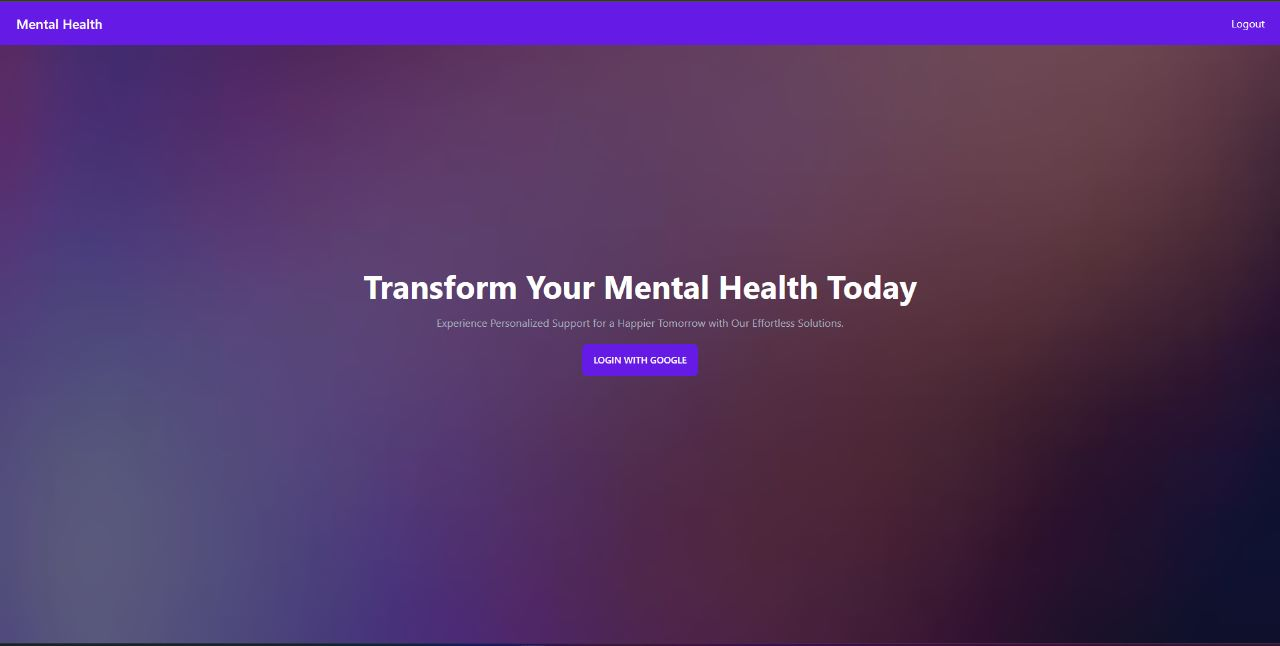 Mental Health
Logout
Transform Your Mental Health Today
Experience Personalized Support for a Happier Tomorrow with Our Effortless Solutions.
LOGIN WITH GOOGLE